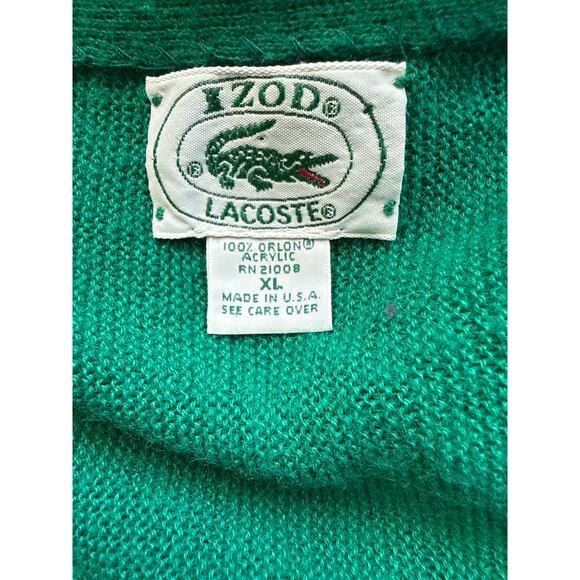 IZOD®
®
®
LACOSTE®
100% ORLON®
ACRYLIC
RN 21008
XL
MADE IN U.S.A.
SEE CARE OVER